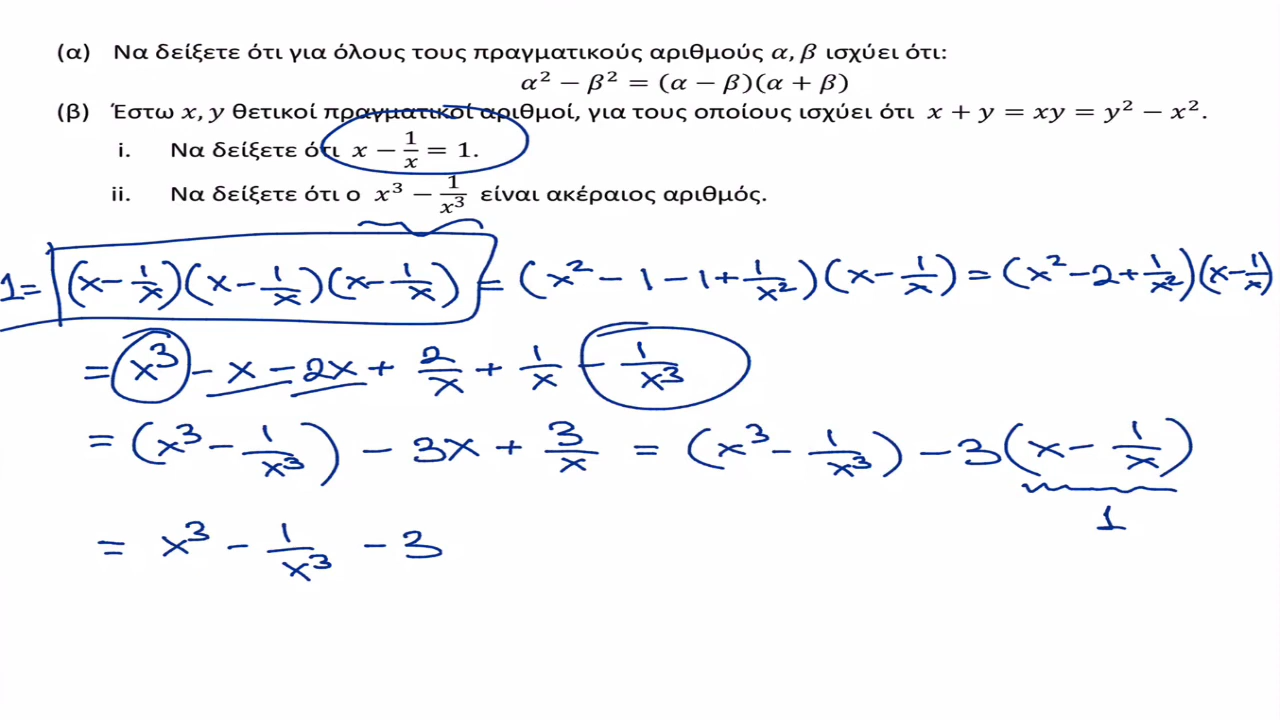 (α) Να δείξετε ότι για όλους τους πραγματικούς αριθμούς α, β ισχύει ότι:
α² − β² = (α − β)(α + β)
(β) Έστω x, y θετικοί πραγματικοί αριθμοί, για τους οποίους ισχύει ότι x + y = xy = y² − x².
i. Να δείξετε ότι x − 1/x = 1.
ii. Να δείξετε ότι ο x³ − 1/x³ είναι ακέραιος αριθμός.
1 = (x − 1/x)(x − 1/x)(x − 1/x) = (x² − 1 − 1 + 1/x²)(x − 1/x) = (x² − 2 + 1/x²)(x − 1/x)
= x³ − x − 2x + 2/x + 1/x − 1/x³
= (x³ − 1/x³) − 3x + 3/x = (x³ − 1/x³) − 3(x − 1/x)
1
= x³ − 1/x³ − 3